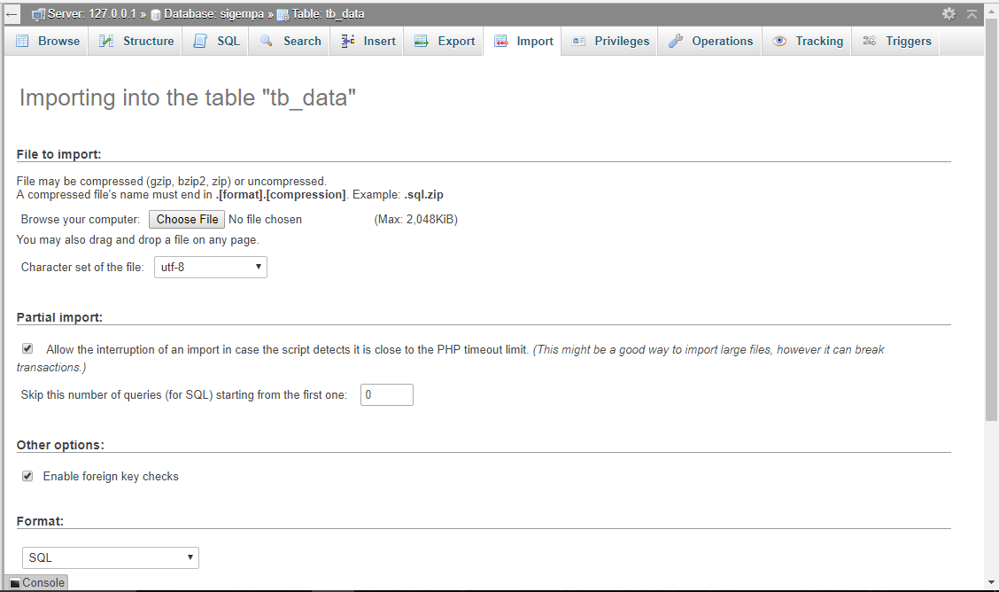 Server: 127.0.0.1 » Database: sigempa » Table: tb_data
Browse Structure SQL Search Insert Export Import Privileges Operations Tracking Triggers
Importing into the table "tb_data"
File to import:
File may be compressed (gzip, bzip2, zip) or uncompressed.
A compressed file's name must end in .[format].[compression]. Example: .sql.zip
Browse your computer: Choose File No file chosen (Max: 2,048KiB)
You may also drag and drop a file on any page.
Character set of the file: utf-8
Partial import:
Allow the interruption of an import in case the script detects it is close to the PHP timeout limit. (This might be a good way to import large files, however it can break
transactions.)
Skip this number of queries (for SQL) starting from the first one: 0
Other options:
Enable foreign key checks
Format:
SQL
Console